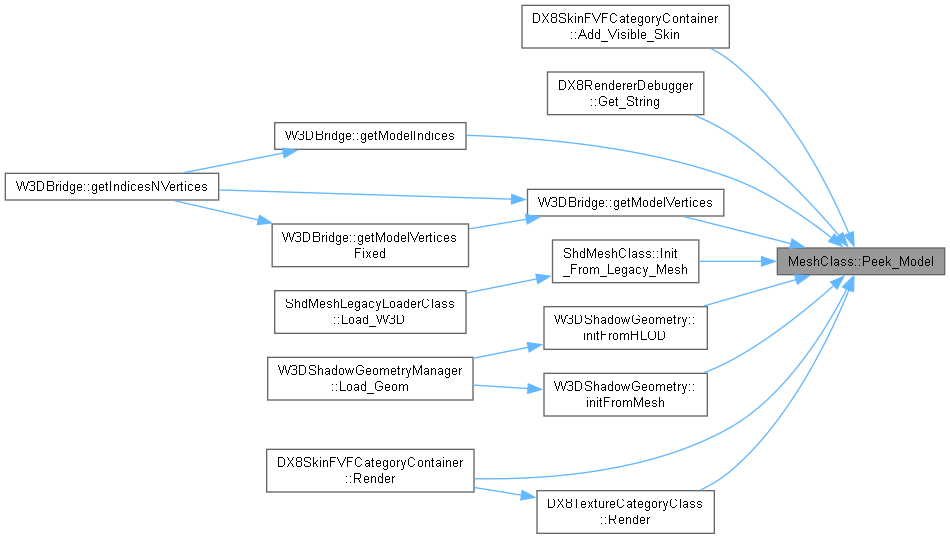 DX8SkinFVFCategoryContainer
::Add_Visible_Skin
DX8RendererDebugger
::Get_String
W3DBridge::getModelIndices
W3DBridge::getIndicesNVertices
W3DBridge::getModelVertices
W3DBridge::getModelVertices
Fixed
ShdMeshClass::Init
_From_Legacy_Mesh
MeshClass::Peek_Model
ShdMeshLegacyLoaderClass
::Load_W3D
W3DShadowGeometry::
initFromHLOD
W3DShadowGeometryManager
::Load_Geom
W3DShadowGeometry::
initFromMesh
DX8SkinFVFCategoryContainer
::Render
DX8TextureCategoryClass
::Render